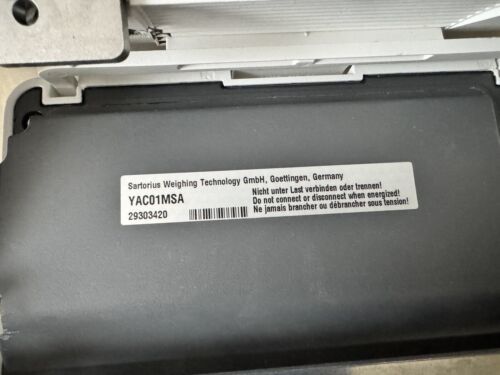 Sartorius Weighing Technology GmbH, Goettingen, Germany
YAC01MSA
29303420
Nicht unter Last verbinden oder trennen!
Do not connect or disconnect when energized!
Ne jamais brancher ou débrancher sous tension!